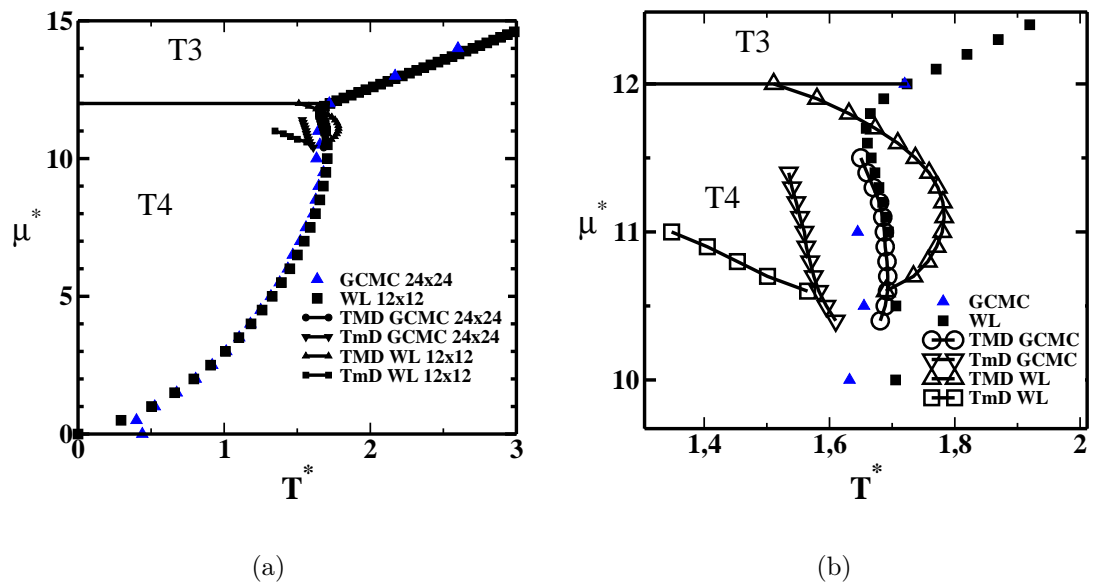 15
10
5
0
μ*
T3
T4
GCMC 24x24
WL 12x12
TMD GCMC 24x24
TmD GCMC 24x24
TMD WL 12x12
TmD WL 12x12
0 1 2 3
T*
(a)
12
11
10
μ*
T3
T4
GCMC
WL
TMD GCMC
TmD GCMC
TMD WL
TmD WL
1,4 1,6 1,8 2
T*
(b)